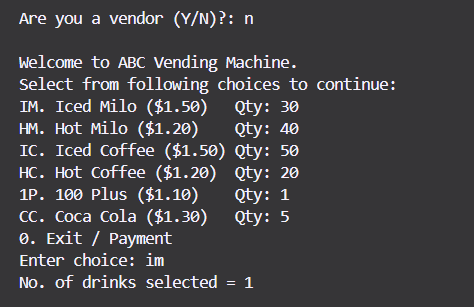 Are you a vendor (Y/N)?: n
Welcome to ABC Vending Machine.
Select from following choices to continue:
IM. Iced Milo ($1.50) Qty: 30
HM. Hot Milo ($1.20) Qty: 40
IC. Iced Coffee ($1.50) Qty: 50
HC. Hot Coffee ($1.20) Qty: 20
1P. 100 Plus ($1.10) Qty: 1
CC. Coca Cola ($1.30) Qty: 5
0. Exit / Payment
Enter choice: im
No. of drinks selected = 1